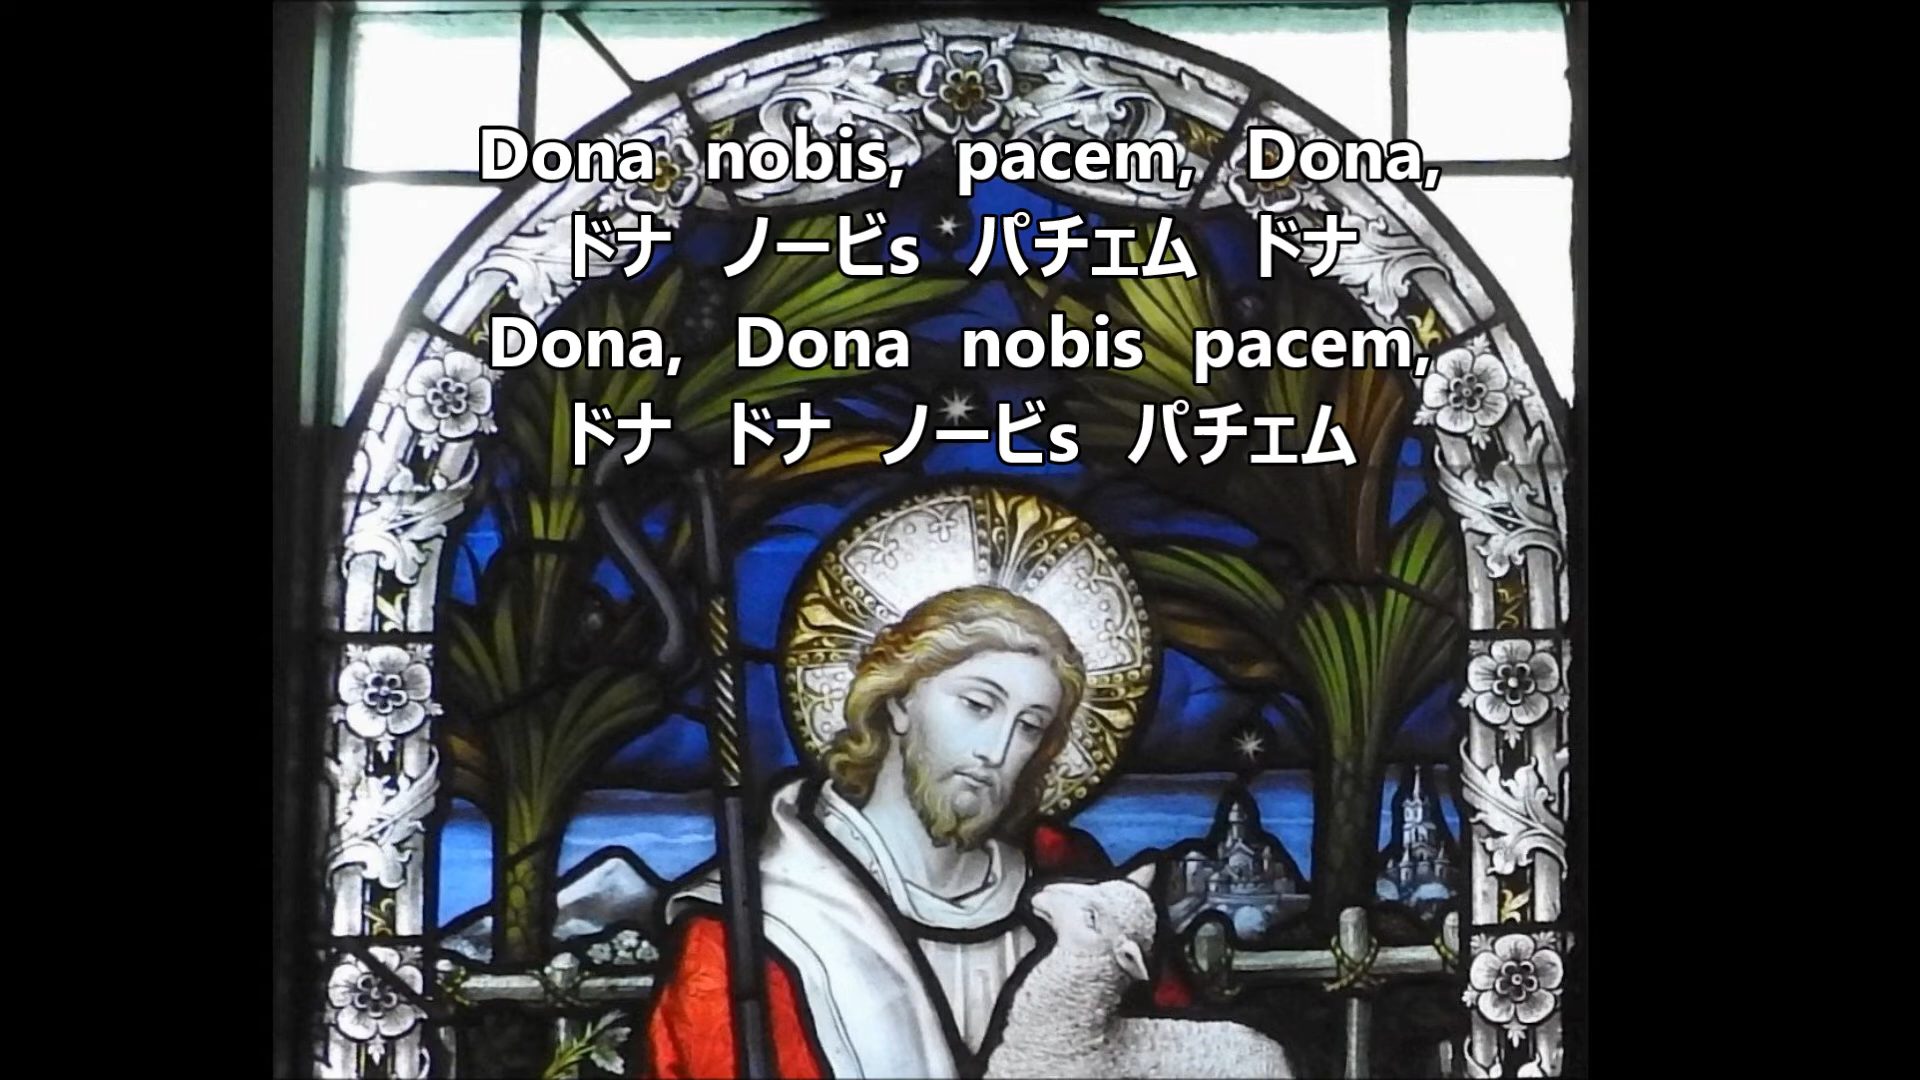 Dona nobis, pacem, Dona,
ドナ ノービs パチェム ドナ
Dona, Dona nobis pacem,
ドナ ドナ ノービs パチェム